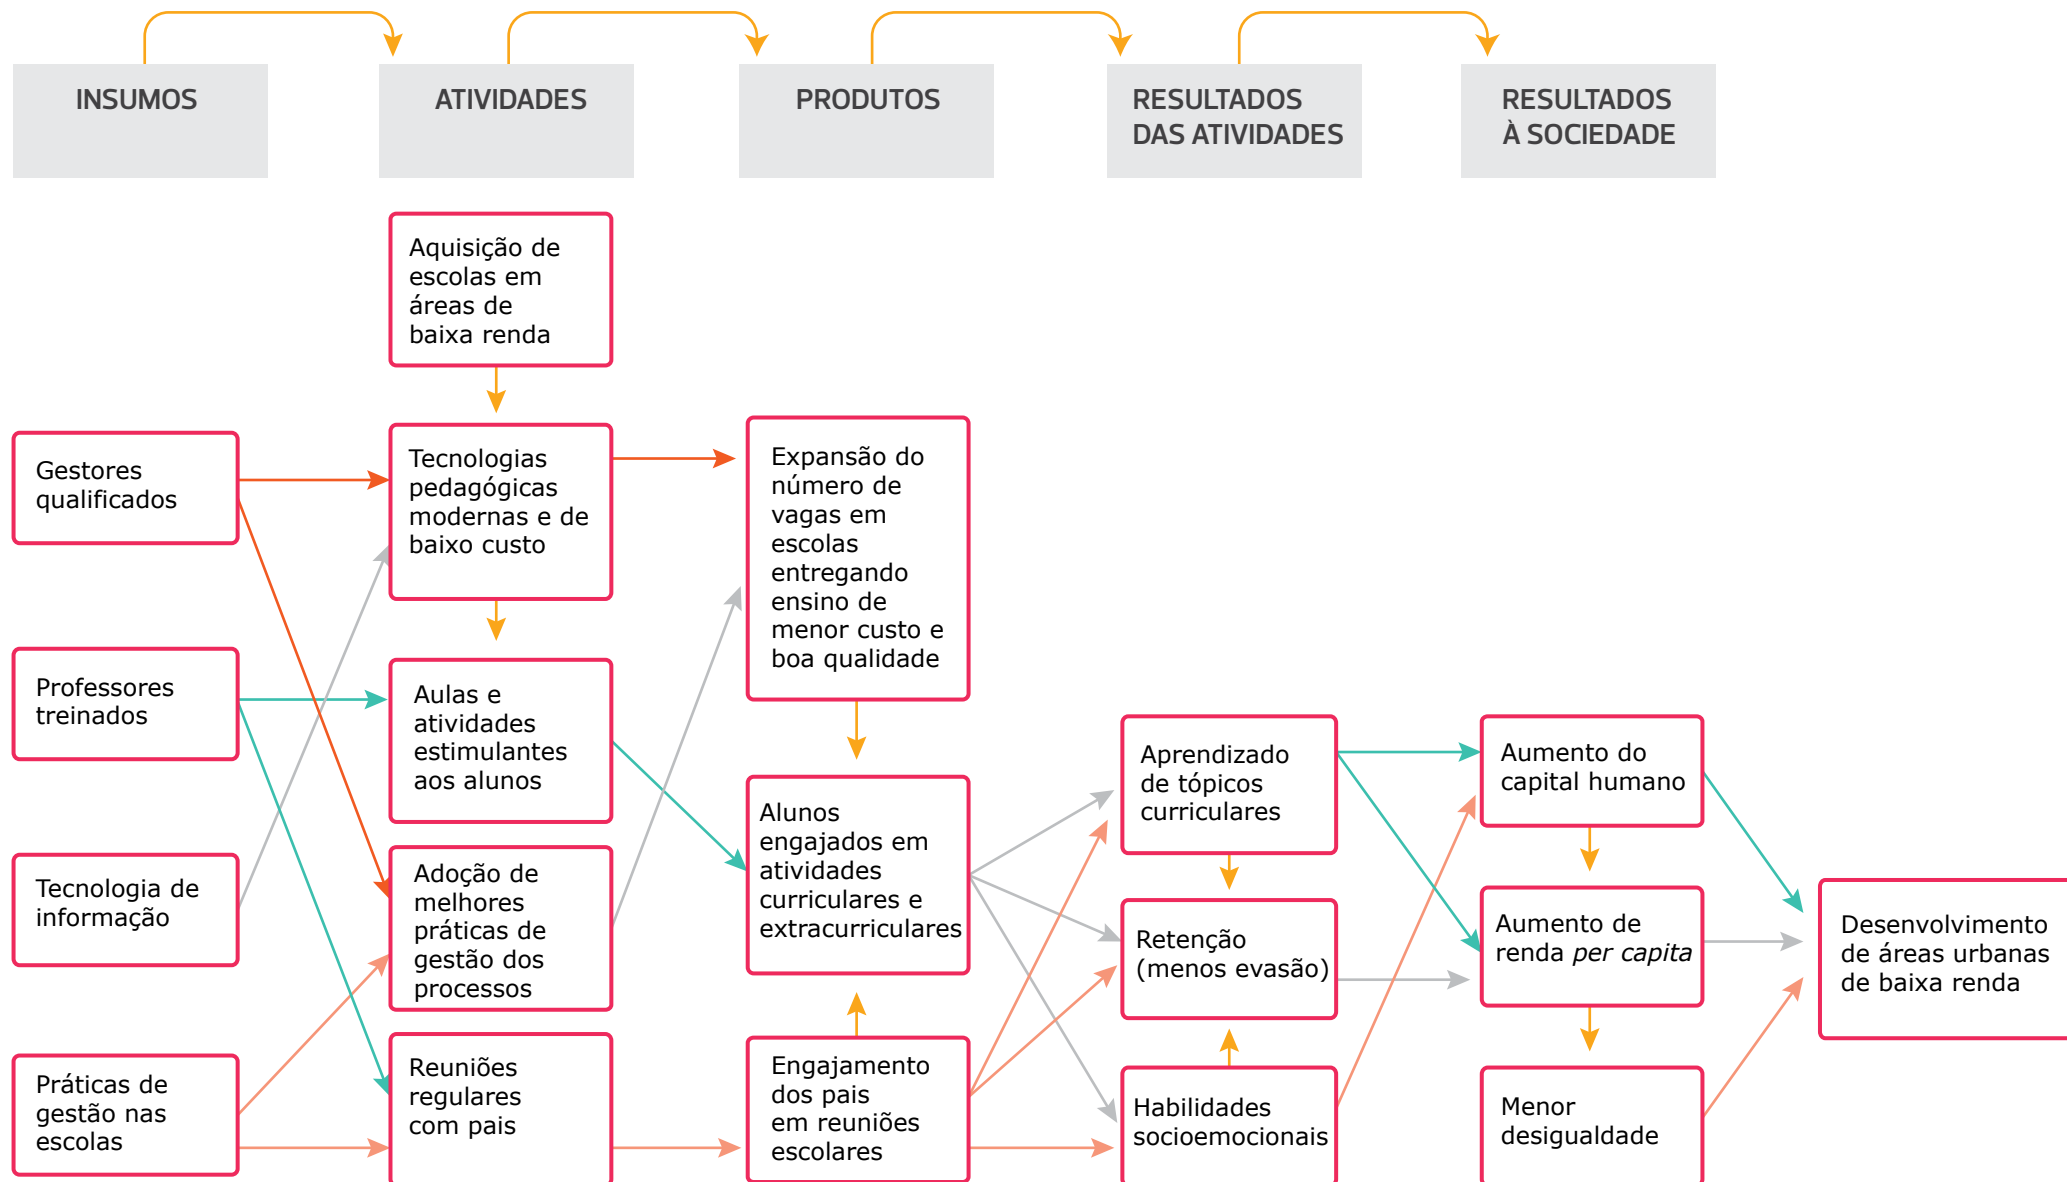 INSUMOS
ATIVIDADES
PRODUTOS
RESULTADOS
DAS ATIVIDADES
RESULTADOS
À SOCIEDADE
Gestores
qualificados
Professores
treinados
Tecnologia de
informação
Práticas de
gestão nas
escolas
Aquisição de
escolas em
áreas de
baixa renda
Tecnologias
pedagógicas
modernas e de
baixo custo
Aulas e
atividades
estimulantes
aos alunos
Adoção de
melhores
práticas de
gestão dos
processos
Reuniões
regulares
com pais
Expansão do
número de
vagas em
escolas
entregando
ensino de
menor custo e
boa qualidade
Alunos
engajados em
atividades
curriculares e
extracurriculares
Engajamento
dos pais
em reuniões
escolares
Aprendizado
de tópicos
curriculares
Retenção
(menos evasão)
Habilidades
socioemocionais
Aumento do
capital humano
Aumento de
renda per capita
Menor
desigualdade
Desenvolvimento
de áreas urbanas
de baixa renda